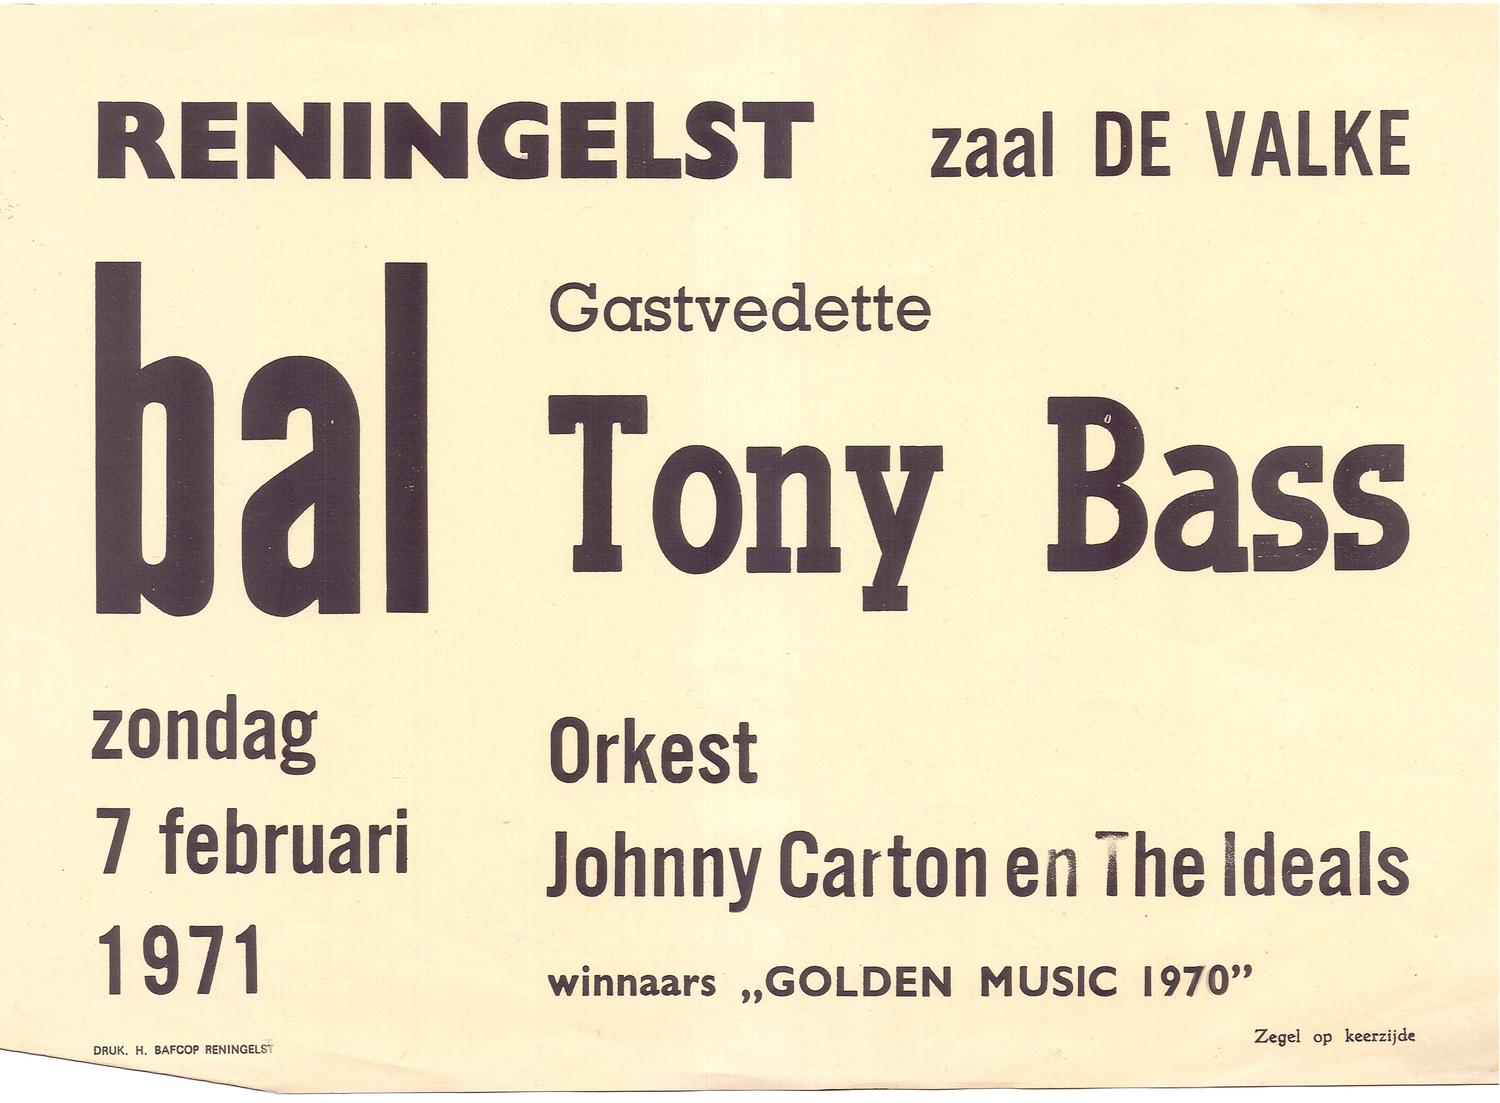 RENINGELST zaal DE VALKE
bal
Gastvedette
Tony Bass
zondag
7 februari
1971
Orkest
Johnny Carton en The Ideals
winnaars „GOLDEN MUSIC 1970”
DRUK. H. BAFCOP RENINGELST
Zegel op keerzijde